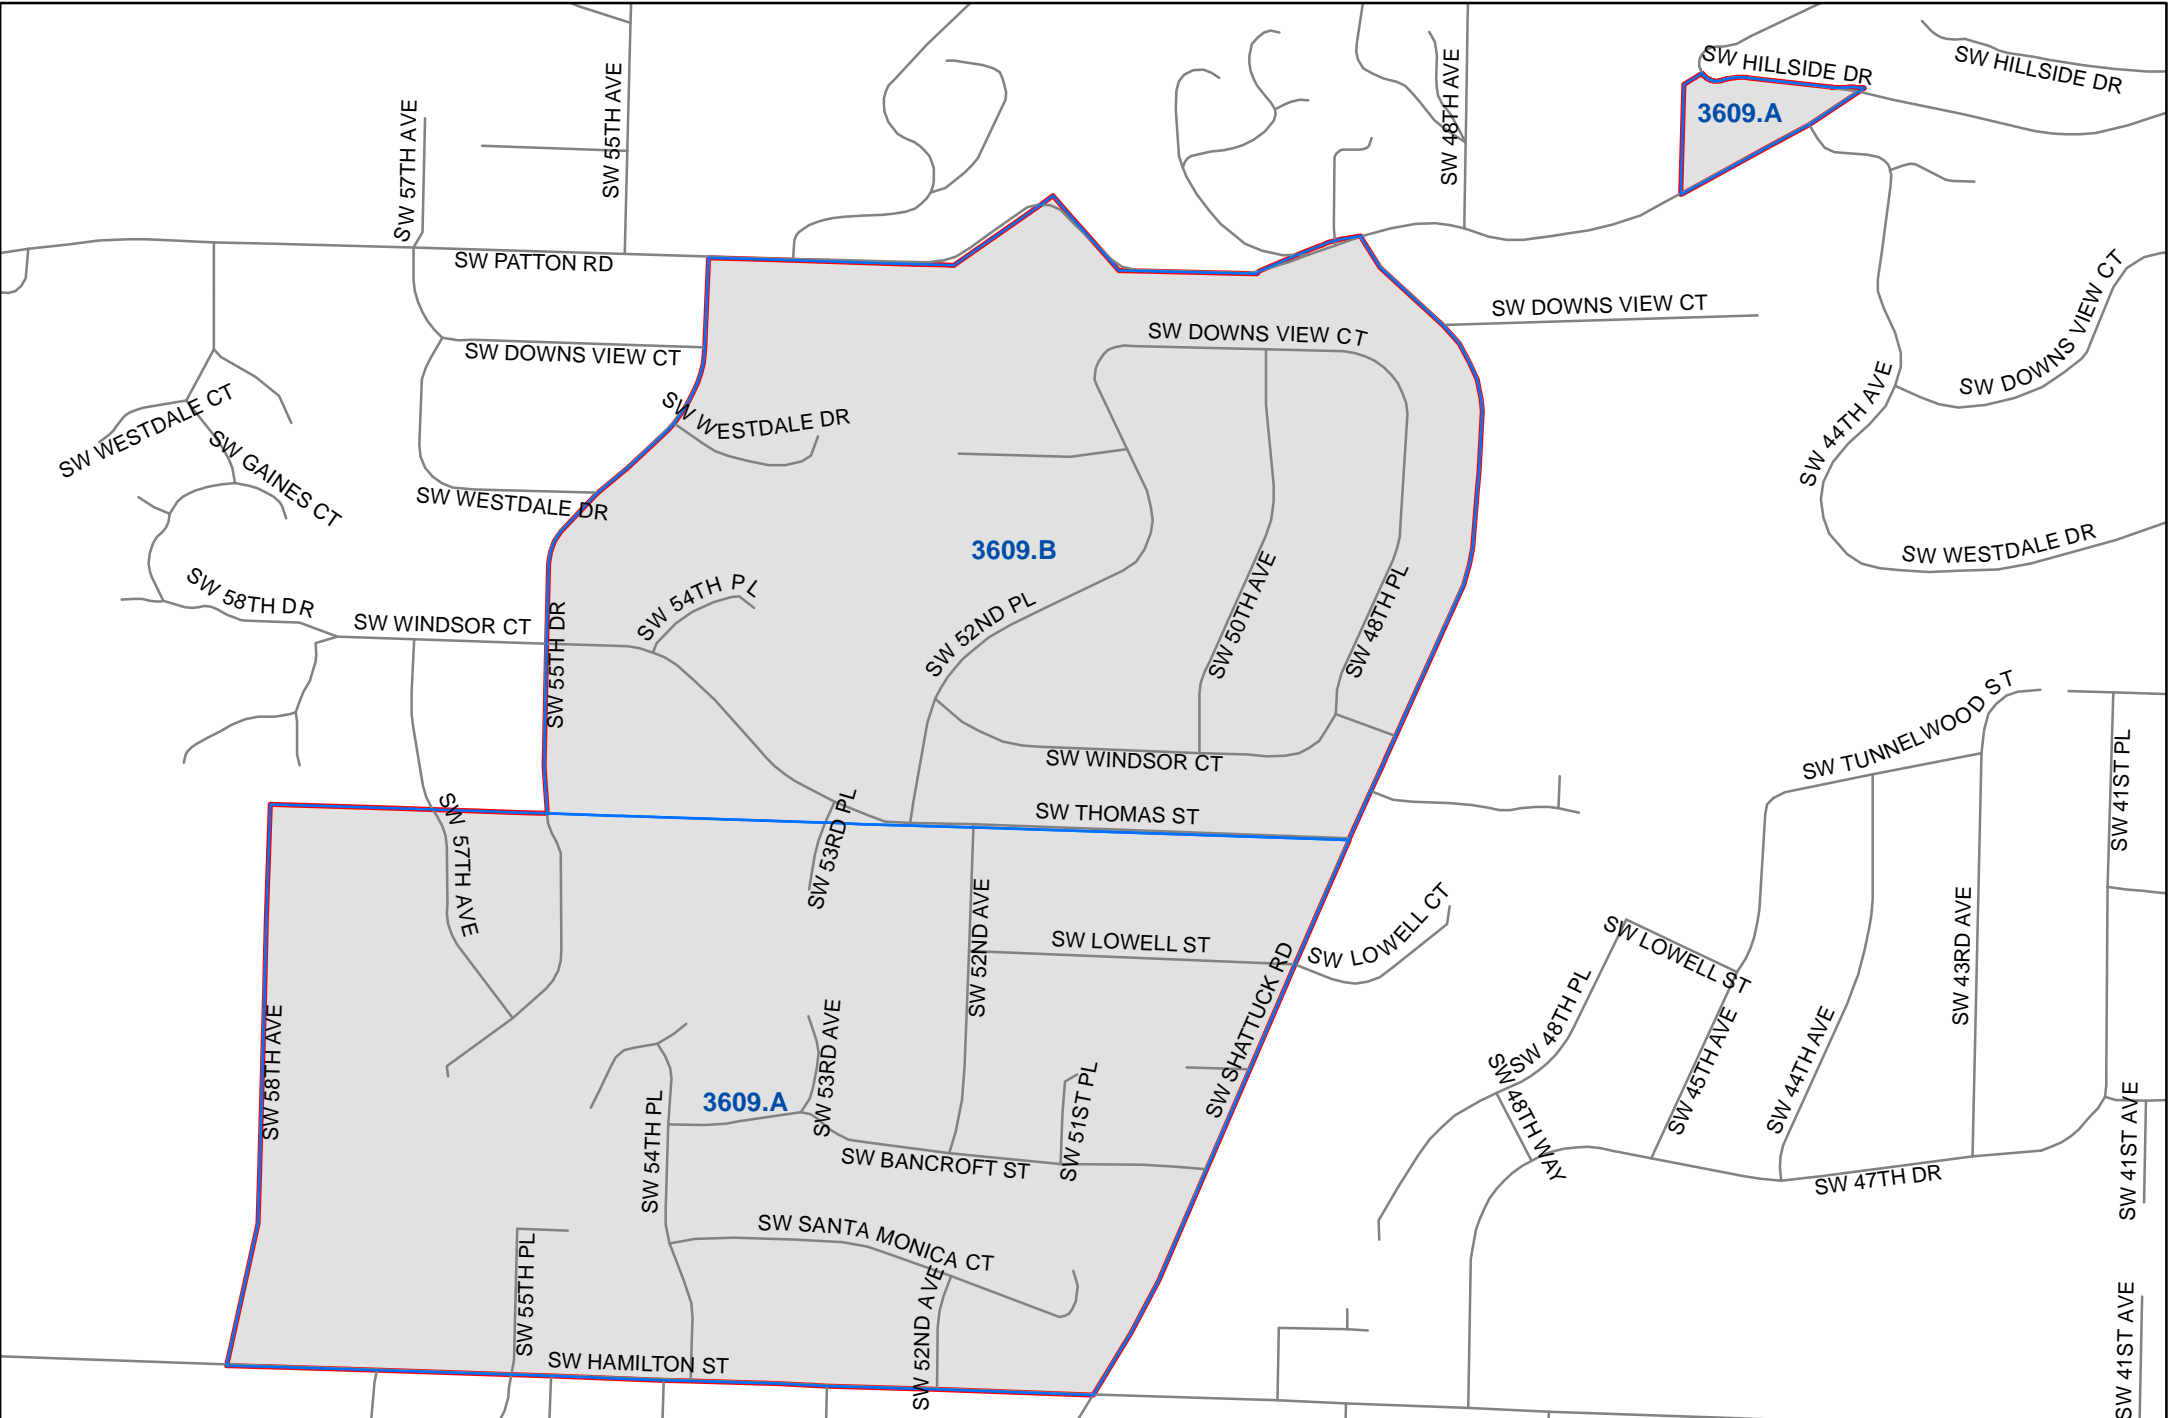 SW HILLSIDE DR
SW HILLSIDE DR
3609.A
SW 57TH AVE
SW 55TH AVE
SW 48TH AVE
SW PATTON RD
SW DOWNS VIEW CT
SW DOWNS VIEW CT
SW DOWNS VIEW CT
SW DOWNS VIEW CT
SW WESTDALE CT
SW GAINES CT
SW WESTDALE DR
SW WESTDALE DR
SW 44TH AVE
SW WESTDALE DR
3609.B
SW 58TH DR
SW WINDSOR CT
SW 55TH DR
SW 54TH PL
SW 52ND PL
SW 50TH AVE
SW 48TH PL
SW WINDSOR CT
SW THOMAS ST
SW TUNNELWOOD ST
SW 41ST PL
SW 57TH AVE
SW 53RD PL
SW 52ND AVE
SW LOWELL ST
SW LOWELL CT
SW LOWELL ST
SW 43RD AVE
SW SHATTUCK RD
SW 58TH AVE
SW 53RD AVE
3609.A
SW 54TH PL
SW 51ST PL
SW BANCROFT ST
SW 48TH PL
SW 48TH WAY
SW 45TH AVE
SW 44TH AVE
SW 47TH DR
SW 41ST AVE
SW SANTA MONICA CT
SW 55TH PL
SW 52ND AVE
SW HAMILTON ST
SW 41ST AVE